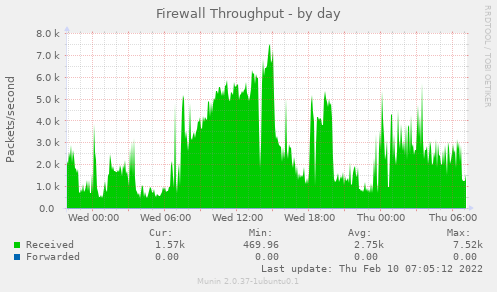 Firewall Throughput - by day
RRDTOOL / TOBI OETIKER
Packets/second
8.0 k
7.0 k
6.0 k
5.0 k
4.0 k
3.0 k
2.0 k
1.0 k
0.0
Wed 00:00 Wed 06:00 Wed 12:00 Wed 18:00 Thu 00:00 Thu 06:00
Cur: Min: Avg: Max:
Received 1.57k 469.96 2.75k 7.52k
Forwarded 0.00 0.00 0.00 0.00
Last update: Thu Feb 10 07:05:12 2022
Munin 2.0.37-1ubuntu0.1